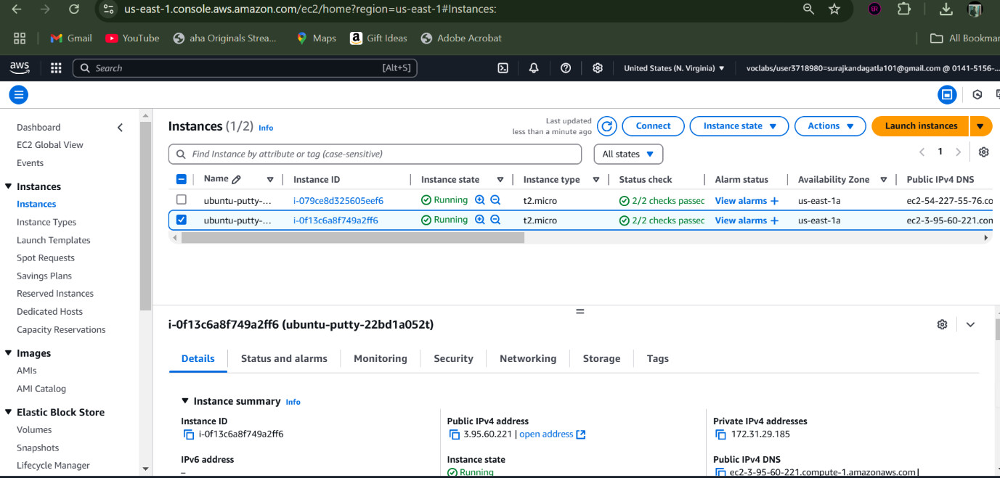 us-east-1.console.aws.amazon.com/ec2/home?region=us-east-1#Instances:
Gmail YouTube aha Originals Strea... Maps Gift Ideas Adobe Acrobat All Bookmar
aws Search [Alt+S] United States (N. Virginia) voclabs/user3718980=surajkandagatla101@gmail.com @ 0141-5156-...
Dashboard
EC2 Global View
Events
Instances
Instances
Instance Types
Launch Templates
Spot Requests
Savings Plans
Reserved Instances
Dedicated Hosts
Capacity Reservations
Images
AMIs
AMI Catalog
Elastic Block Store
Volumes
Snapshots
Lifecycle Manager
Instances (1/2) Info
Last updated
less than a minute ago
Connect Instance state Actions Launch instances
Find Instance by attribute or tag (case-sensitive) All states 1
Name Instance ID Instance state Instance type Status check Alarm status Availability Zone Public IPv4 DNS
ubuntu-putty-... i-079ce8d325605eef6 Running t2.micro 2/2 checks passec View alarms + us-east-1a ec2-54-227-55-76.co
ubuntu-putty-... i-0f13c6a8f749a2ff6 Running t2.micro 2/2 checks passec View alarms + us-east-1a ec2-3-95-60-221.con
i-0f13c6a8f749a2ff6 (ubuntu-putty-22bd1a052t)
Details Status and alarms Monitoring Security Networking Storage Tags
Instance summary Info
Instance ID Public IPv4 address Private IPv4 addresses
i-0f13c6a8f749a2ff6 3.95.60.221 | open address 172.31.29.185
IPv6 address Instance state Public IPv4 DNS
– Running ec2-3-95-60-221.compute-1.amazonaws.com |